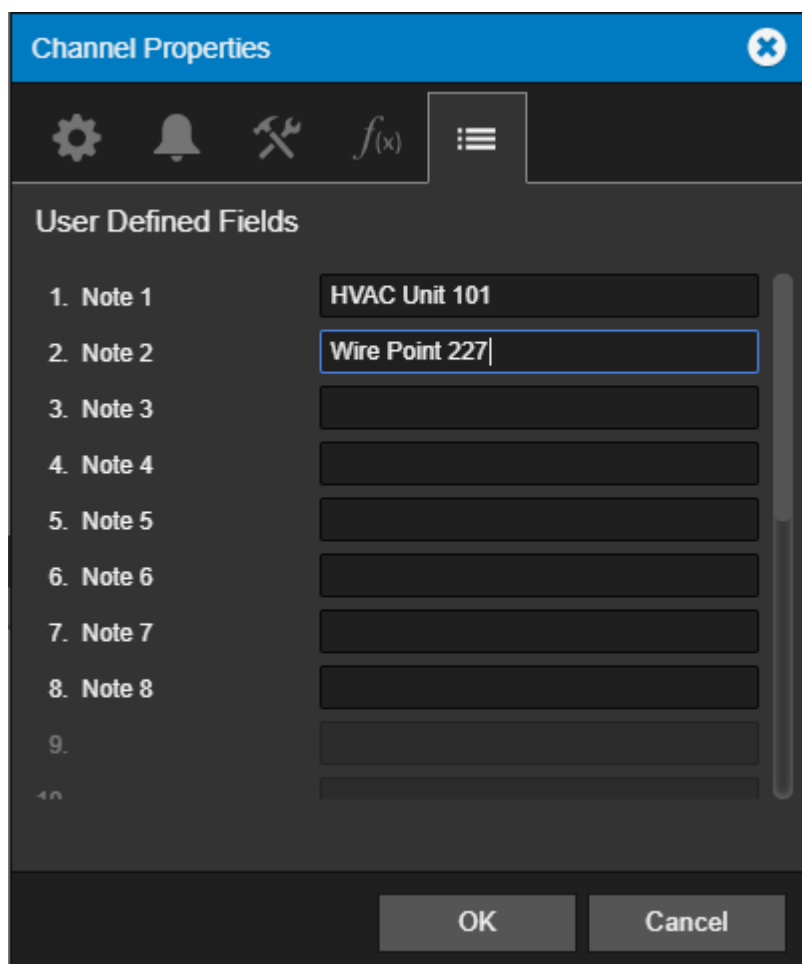 Channel Properties
f(x)
User Defined Fields
1. Note 1 HVAC Unit 101
2. Note 2 Wire Point 227
3. Note 3
4. Note 4
5. Note 5
6. Note 6
7. Note 7
8. Note 8
9.
10
OK Cancel